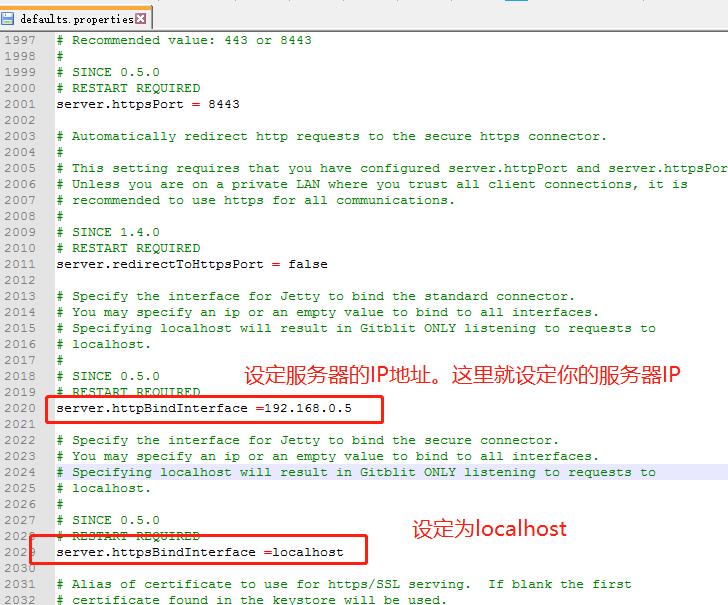 defaults.properties
1997 # Recommended value: 443 or 8443
1998 #
1999 # SINCE 0.5.0
2000 # RESTART REQUIRED
2001 server.httpsPort = 8443
2002
2003 # Automatically redirect http requests to the secure https connector.
2004 #
2005 # This setting requires that you have configured server.httpPort and server.httpsPor
2006 # Unless you are on a private LAN where you trust all client connections, it is
2007 # recommended to use https for all communications.
2008 #
2009 # SINCE 1.4.0
2010 # RESTART REQUIRED
2011 server.redirectToHttpsPort = false
2012
2013 # Specify the interface for Jetty to bind the standard connector.
2014 # You may specify an ip or an empty value to bind to all interfaces.
2015 # Specifying localhost will result in Gitblit ONLY listening to requests to
2016 # localhost.
2017 #
2018 # SINCE 0.5.0
设定服务器的IP地址。这里就设定你的服务器IP
2019 # RESTART REQUIRED
2020 server.httpBindInterface =192.168.0.5
2021
2022 # Specify the interface for Jetty to bind the secure connector.
2023 # You may specify an ip or an empty value to bind to all interfaces.
2024 # Specifying localhost will result in Gitblit ONLY listening to requests to
2025 # localhost.
2026 #
2027 # SINCE 0.5.0
设定为localhost
2028 # RESTART REQUIRED
2029 server.httpsBindInterface =localhost
2030
2031 # Alias of certificate to use for https/SSL serving.  If blank the first
2032 # certificate found in the keystore will be used.